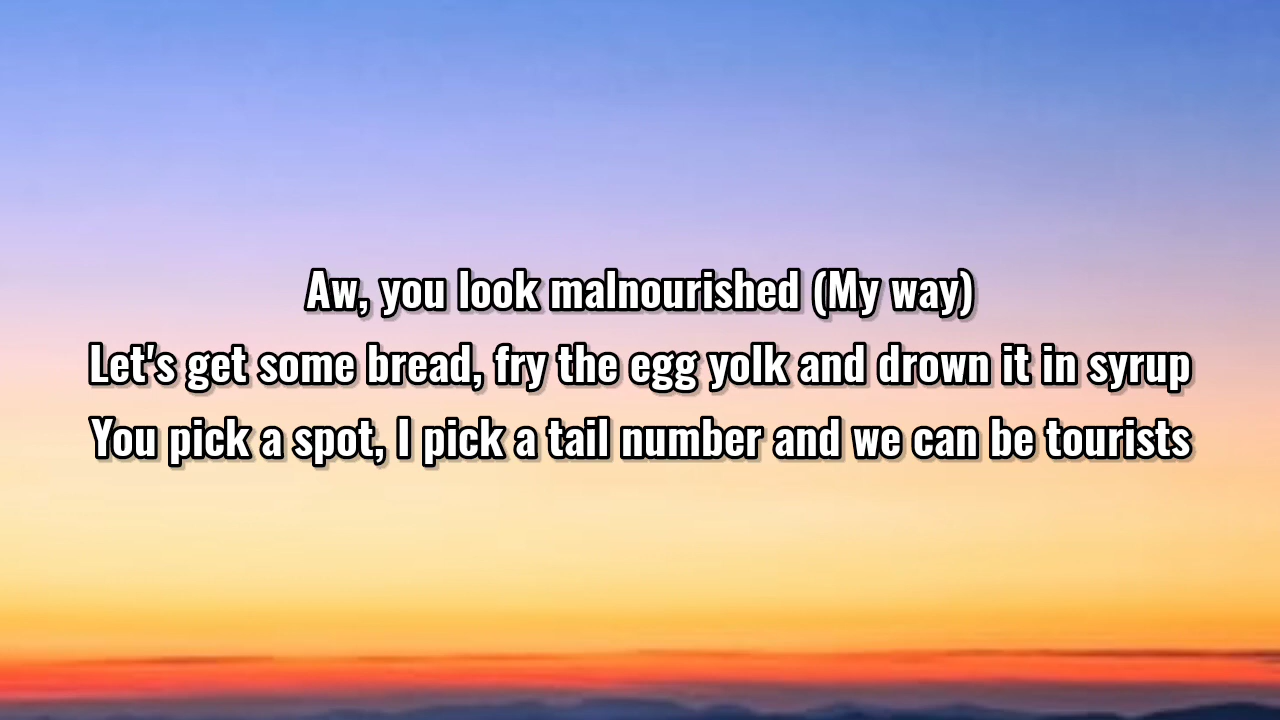 Aw, you look malnourished (My way)
Let's get some bread, fry the egg yolk and drown it in syrup
You pick a spot, I pick a tail number and we can be tourists